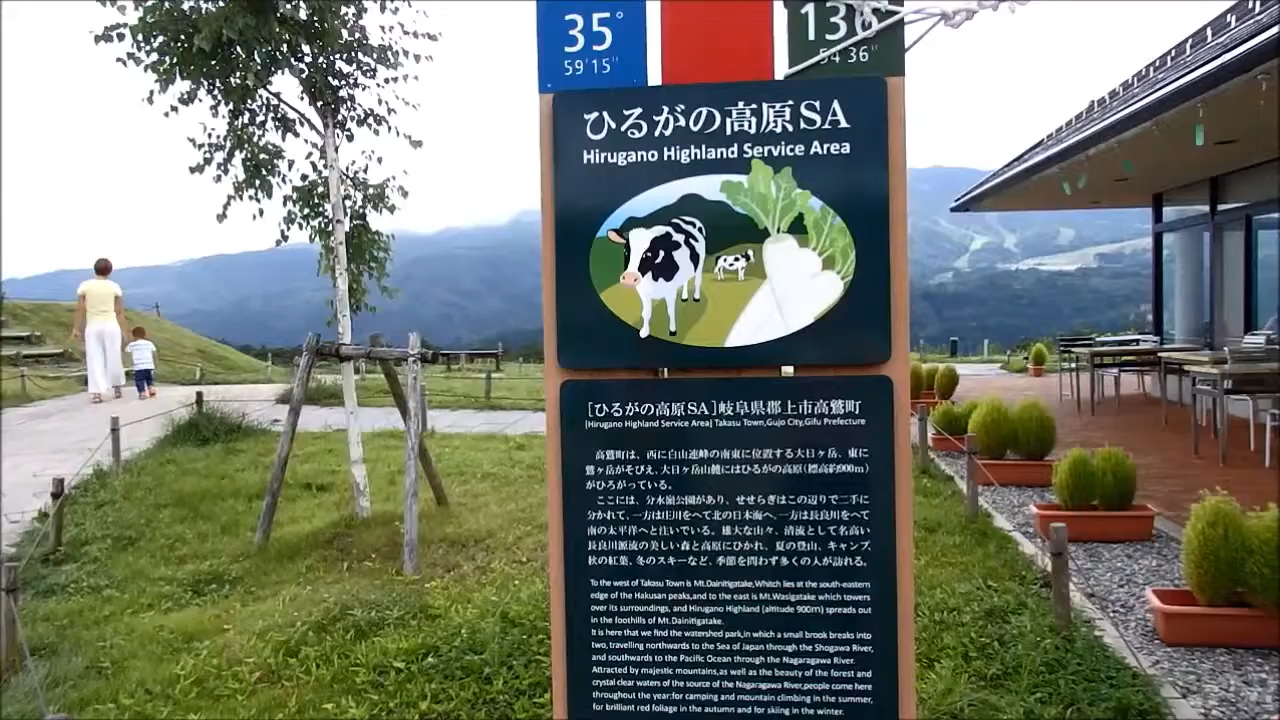 35°
59'15"
136
54'36"
ひるがの高原SA
Hirugano Highland Service Area
[ひるがの高原SA]岐阜県郡上市高鷲町
[Hirugano Highland Service Area] Takasu Town,Gujo City,Gifu Prefecture
高鷲町は、西に白山連峰の南東に位置する大日ヶ岳、東に
鷲ヶ岳がそびえ、大日ヶ岳山麓にはひるがの高原(標高約900m)
がひろがっている。
ここには、分水嶺公園があり、せせらぎはこの辺りで二手に
分かれて、一方は庄川をへて北の日本海へ、一方は長良川をへて
南の太平洋へと注いでいる。雄大な山々、清流として名高い
長良川源流の美しい森と高原にひかれ、夏の登山、キャンプ、
秋の紅葉、冬のスキーなど、季節を問わず多くの人が訪れる。
To the west of Takasu Town is Mt.Dainitigatake,Whitch lies at the south-eastern
edge of the Hakusan peaks,and to the east is Mt.Wasigatake which towers
over its surroundings, and Hirugano Highland (altitude 900m) spreads out
in the foothills of Mt.Dainitigatake.
It is here that we find the watershed park,in which a small brook breaks into
two, travelling northwards to the Sea of Japan through the Shogawa River,
and southwards to the Pacific Ocean through the Nagaragawa River.
Attracted by majestic mountains,as well as the beauty of the forest and
crystal clear waters of the source of the Nagaragawa River,people come here
throughout the year:for camping and mountain climbing in the summer,
for brilliant red foliage in the autumn and for skiing in the winter.